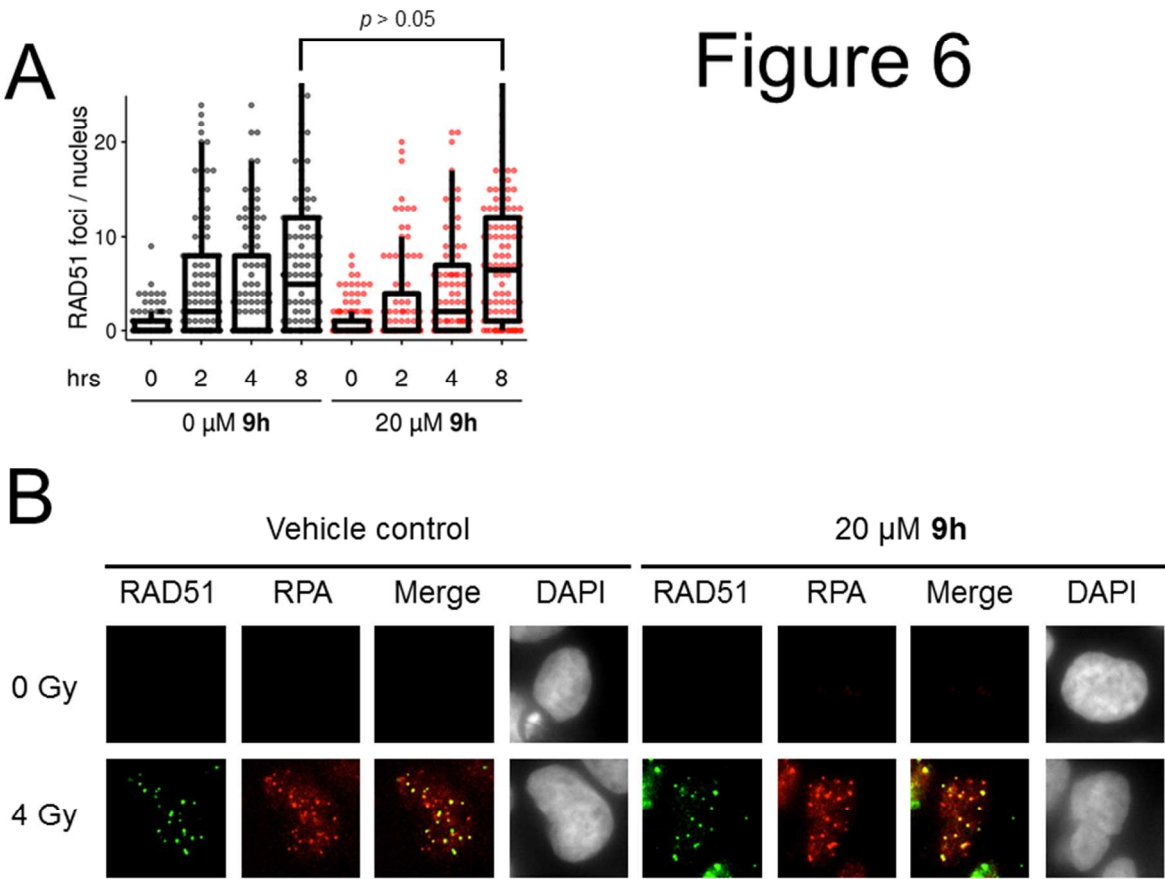 Figure 6
A
p > 0.05
RAD51 foci / nucleus
20
10
0
hrs 0 2 4 8 0 2 4 8
0 µM 9h 20 µM 9h
B
Vehicle control 20 µM 9h
RAD51 RPA Merge DAPI RAD51 RPA Merge DAPI
0 Gy
4 Gy